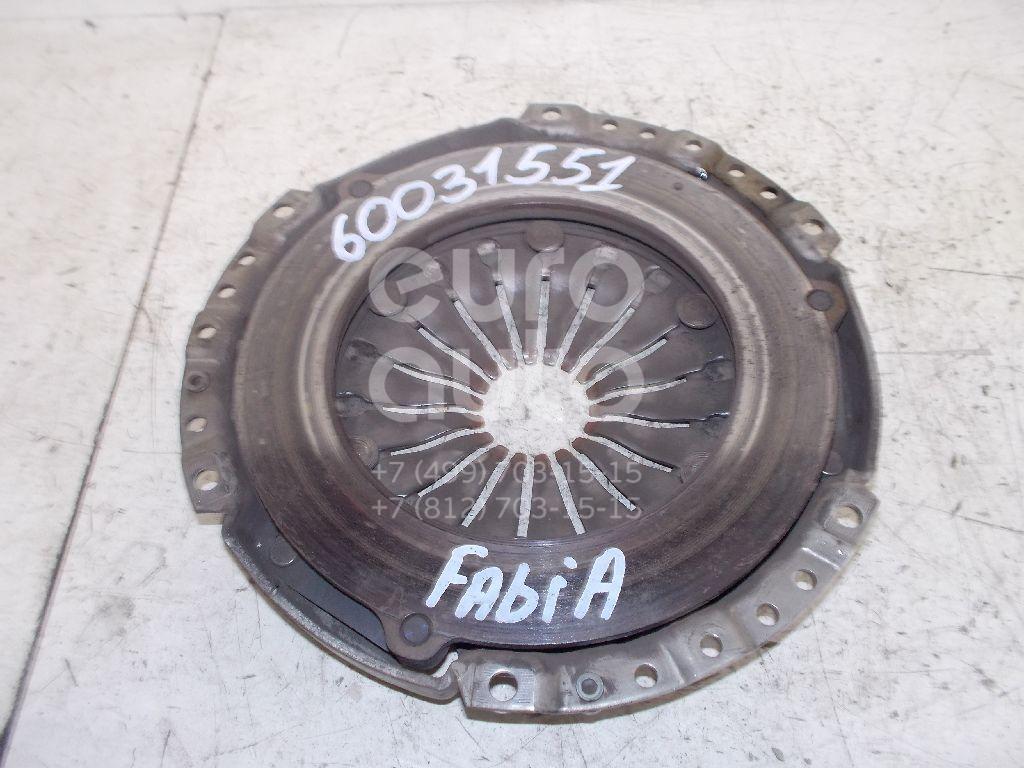 60031551
euro
auto
+7 (499) 703-15-15
+7 (812) 703-15-15
FAbiA